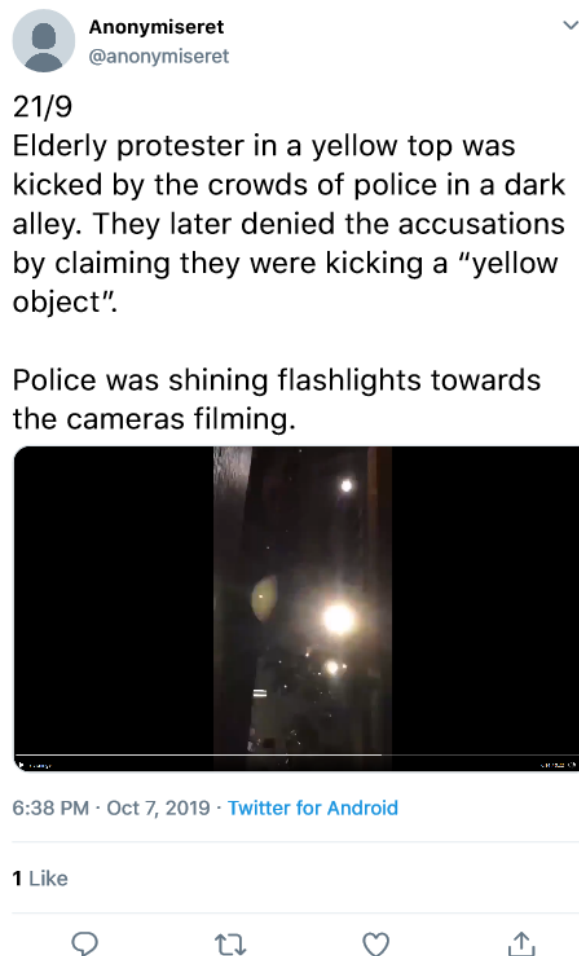 Anonymiseret
@anonymiseret
21/9
Elderly protester in a yellow top was
kicked by the crowds of police in a dark
alley. They later denied the accusations
by claiming they were kicking a “yellow
object”.
Police was shining flashlights towards
the cameras filming.
6:38 PM · Oct 7, 2019 · Twitter for Android
1 Like